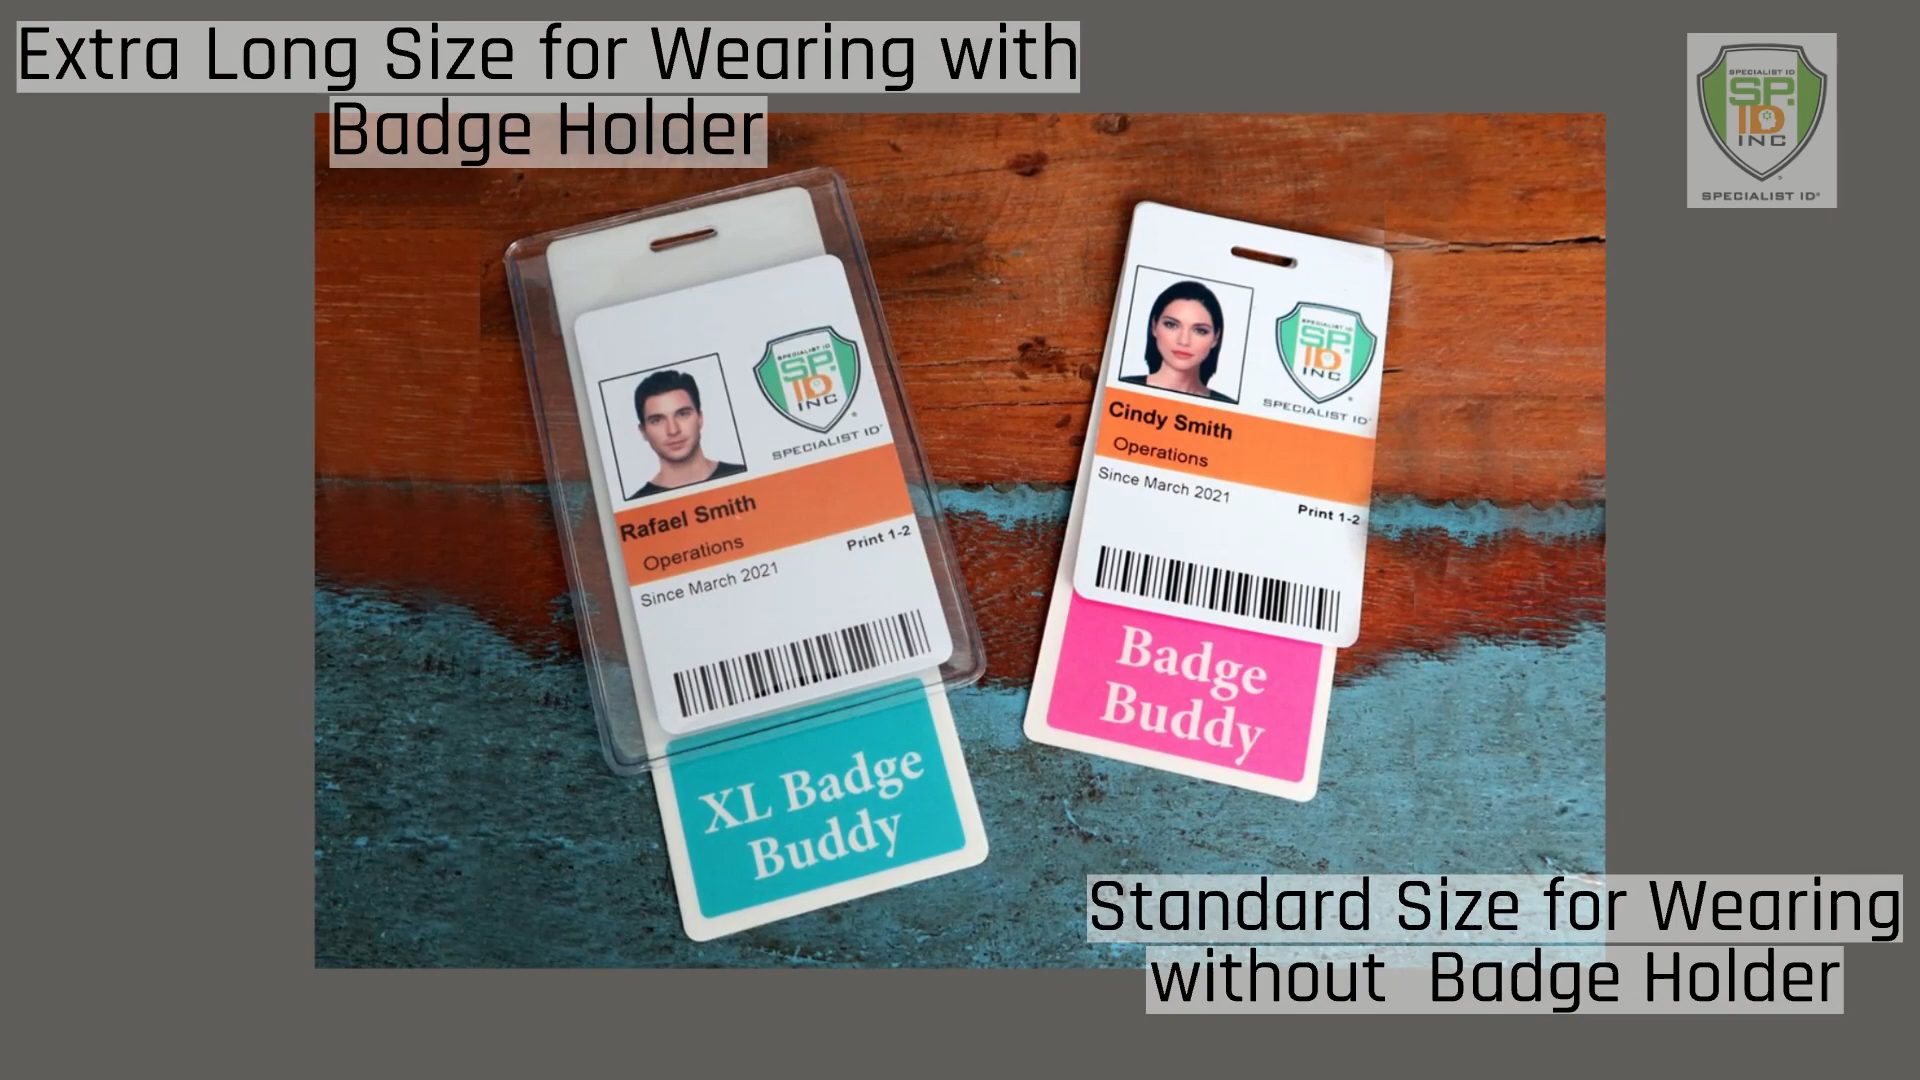 Extra Long Size for Wearing with
Badge Holder
SPECIALIST ID
SP.
ID
INC
SPECIALIST ID®
SPECIALIST ID
SP.
ID
INC
SPECIALIST ID®
Rafael Smith
Operations
Print 1-2
Since March 2021
XL Badge
Buddy
SPECIALIST ID
SP.
ID
INC
SPECIALIST ID®
Cindy Smith
Operations
Since March 2021
Print 1-2
Badge
Buddy
Standard Size for Wearing
without Badge Holder